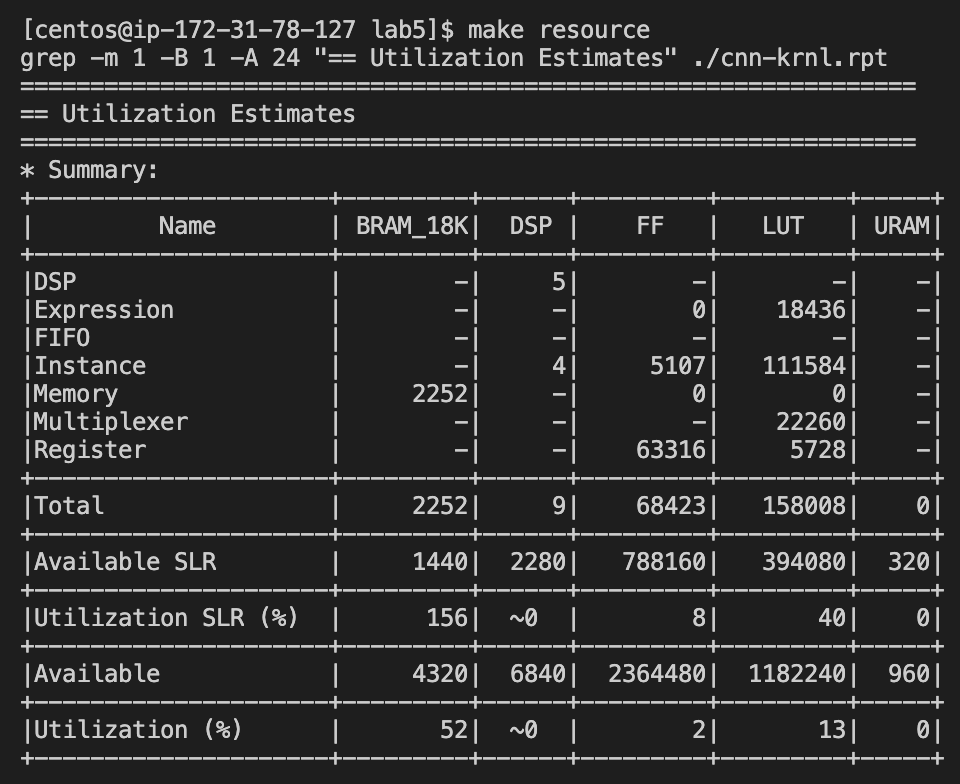 [centos@ip-172-31-78-127 lab5]$ make resource
grep -m 1 -B 1 -A 24 "== Utilization Estimates" ./cnn-krnl.rpt
================================================================
== Utilization Estimates
================================================================
* Summary:
+---------------------+---------+------+---------+---------+-----+
|         Name        | BRAM_18K|  DSP |    FF   |   LUT   | URAM|
+---------------------+---------+------+---------+---------+-----+
|DSP                  |        -|     5|        -|        -|    -|
|Expression           |        -|     -|        0|    18436|    -|
|FIFO                 |        -|     -|        -|        -|    -|
|Instance             |        -|     4|     5107|   111584|    -|
|Memory               |     2252|     -|        0|        0|    -|
|Multiplexer          |        -|     -|        -|    22260|    -|
|Register             |        -|     -|    63316|     5728|    -|
+---------------------+---------+------+---------+---------+-----+
|Total                |     2252|     9|    68423|   158008|    0|
+---------------------+---------+------+---------+---------+-----+
|Available SLR        |     1440|  2280|   788160|   394080|  320|
+---------------------+---------+------+---------+---------+-----+
|Utilization SLR (%)  |      156|  ~0  |        8|       40|    0|
+---------------------+---------+------+---------+---------+-----+
|Available            |     4320|  6840|  2364480|  1182240|  960|
+---------------------+---------+------+---------+---------+-----+
|Utilization (%)      |       52|  ~0  |        2|       13|    0|
+---------------------+---------+------+---------+---------+-----+